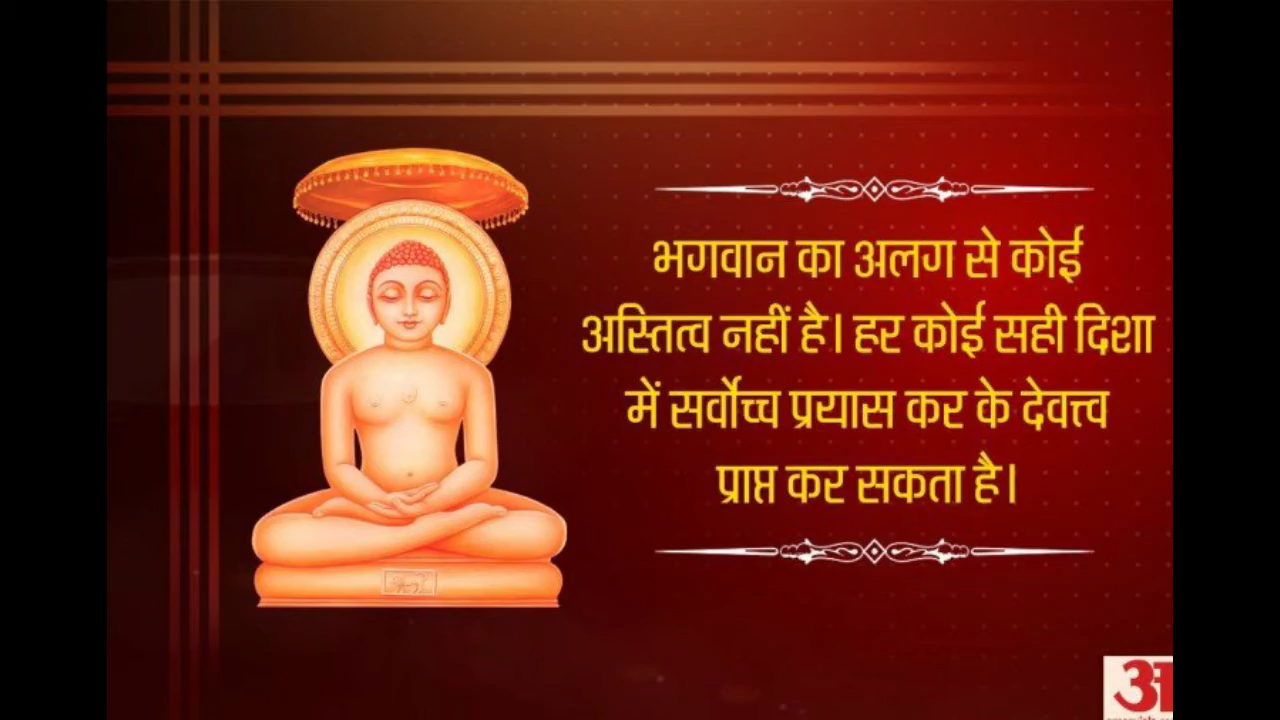 भगवान का अलग से कोई
अस्तित्व नहीं है। हर कोई सही दिशा
में सर्वोच्च प्रयास कर के देवत्त्व
प्राप्त कर सकता है।